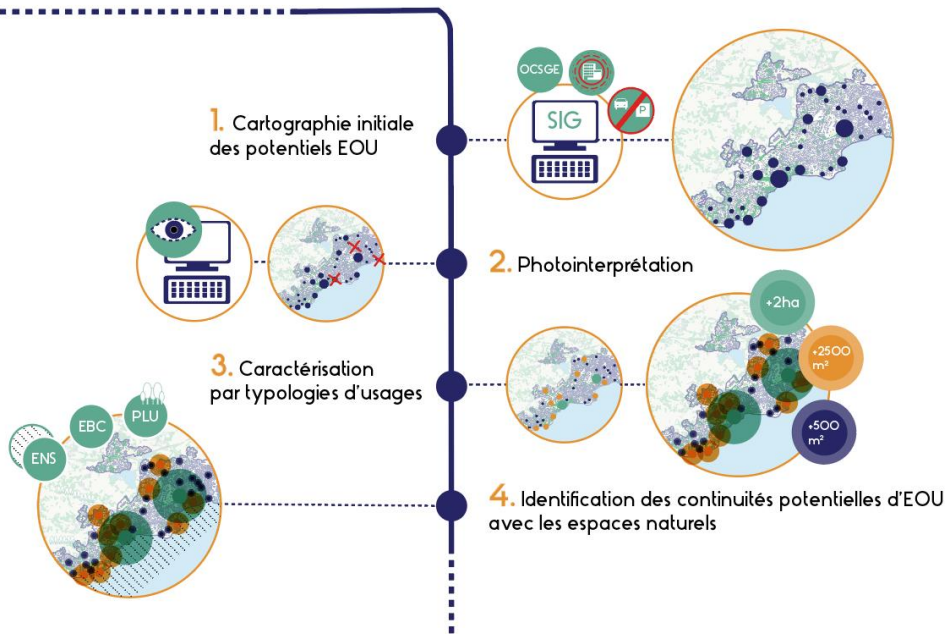 1. Cartographie initiale
des potentiels EOU
OCSGE
SIG
P
2. Photointerprétation
3. Caractérisation
par typologies d'usages
+2ha
+2500
m²
+500
m²
4. Identification des continuités potentielles d'EOU
avec les espaces naturels
ENS
EBC
PLU